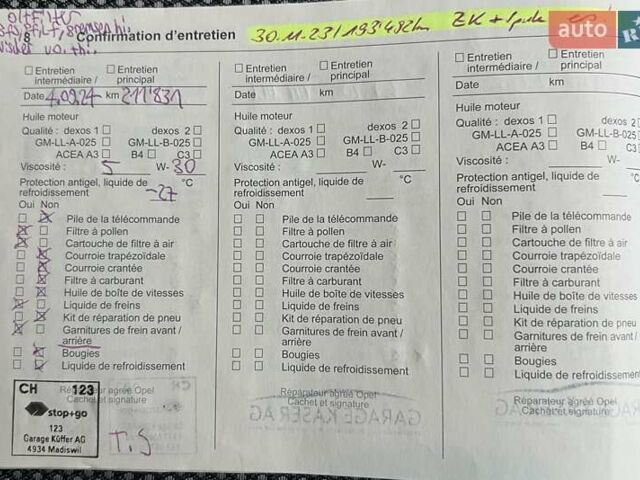 8 Confirmation d'entretien 30.11.23/193'482km ZK +
auto R
Entretien intermédiaire / Entretien principal
Date 4.09.24 km 211'831
Huile moteur
Qualité : dexos 1 dexos 2
GM-LL-A-025 GM-LL-B-025
ACEA A3 B4 C3
Viscosité : 5 W- 30
Protection antigel, liquide de
refroidissement -27 °C
Oui Non
Pile de la télécommande
Filtre à pollen
Cartouche de filtre à air
Courroie trapézoïdale
Courroie crantée
Filtre à carburant
Huile de boîte de vitesses
Liquide de freins
Kit de réparation de pneu
Garnitures de frein avant /
arrière
Bougies
Liquide de refroidissement
Réparateur agréé Opel
Cachet et signature
CH 123
stop+go
123
Garage Küffer AG
4934 Madiswil
T.S
Entretien intermédiaire / Entretien principal
Date km
Huile moteur
Qualité : dexos 1 dexos 2
GM-LL-A-025 GM-LL-B-025
ACEA A3 B4 C3
Viscosité : W-
Protection antigel, liquide de
refroidissement °C
Oui Non
Pile de la télécommande
Filtre à pollen
Cartouche de filtre à air
Courroie trapézoïdale
Courroie crantée
Filtre à carburant
Huile de boîte de vitesses
Liquide de freins
Kit de réparation de pneu
Garnitures de frein avant /
arrière
Bougies
Liquide de refroidissement
Réparateur agréé Opel
Cachet et signature
GARAGE KASER AG
Entretien intermédiaire / Entretien principal
Date km
Huile moteur
Qualité : dexos 1 dexos 2
GM-LL-A-025 GM-LL-B-025
ACEA A3 B4 C3
Viscosité : W-
Protection antigel, liquide de
refroidissement
Oui Non
Pile de la télécommande
Filtre à pollen
Cartouche de filtre à air
Courroie trapézoïdale
Courroie crantée
Filtre à carburant
Huile de boîte de vitesses
Liquide de freins
Kit de réparation de pneu
Garnitures de frein avant /
arrière
Bougies
Liquide de refroidissement
Réparateur agréé Opel
Cachet et signature